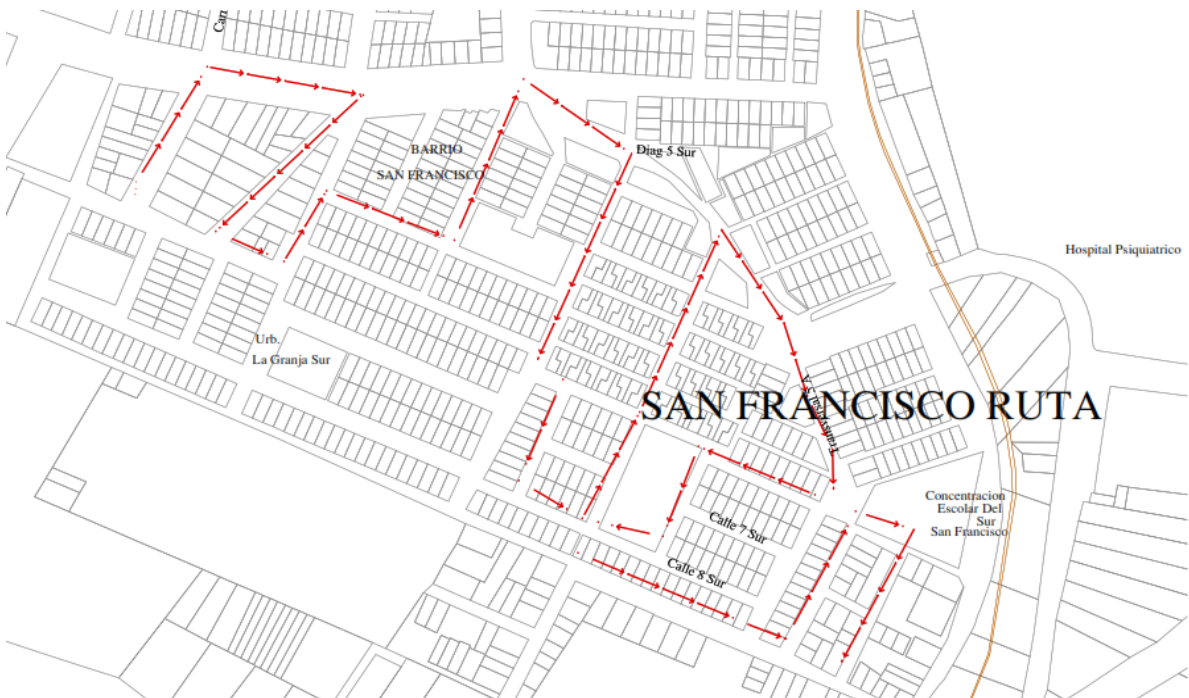 Diag 5 Sur
BARRIO
SAN FRANCISCO
Hospital Psiquiatrico
Urb.
La Granja Sur
SAN FRANCISCO RUTA
Concentracion
Escolar Del
Sur
San Francisco
Calle 7 Sur
Calle 8 Sur